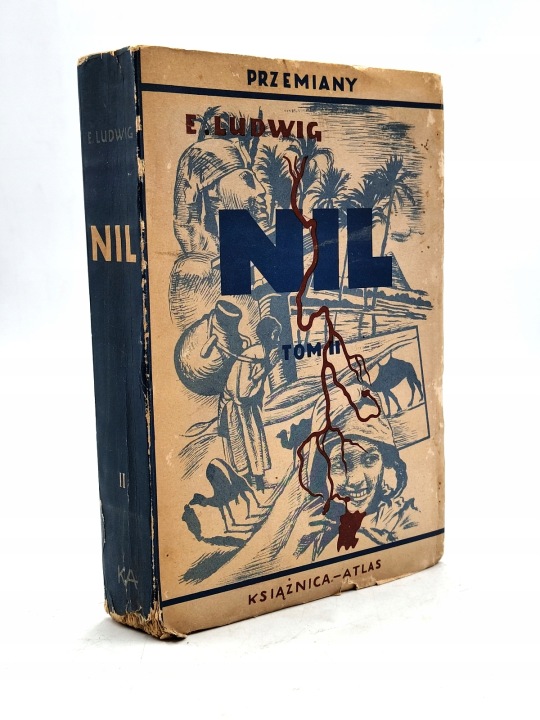 E. LUDWIG
NIL
II
KA
PRZEMIANY
E. LUDWIG
NIL
TOM II
KSIĄŻNICA-ATLAS